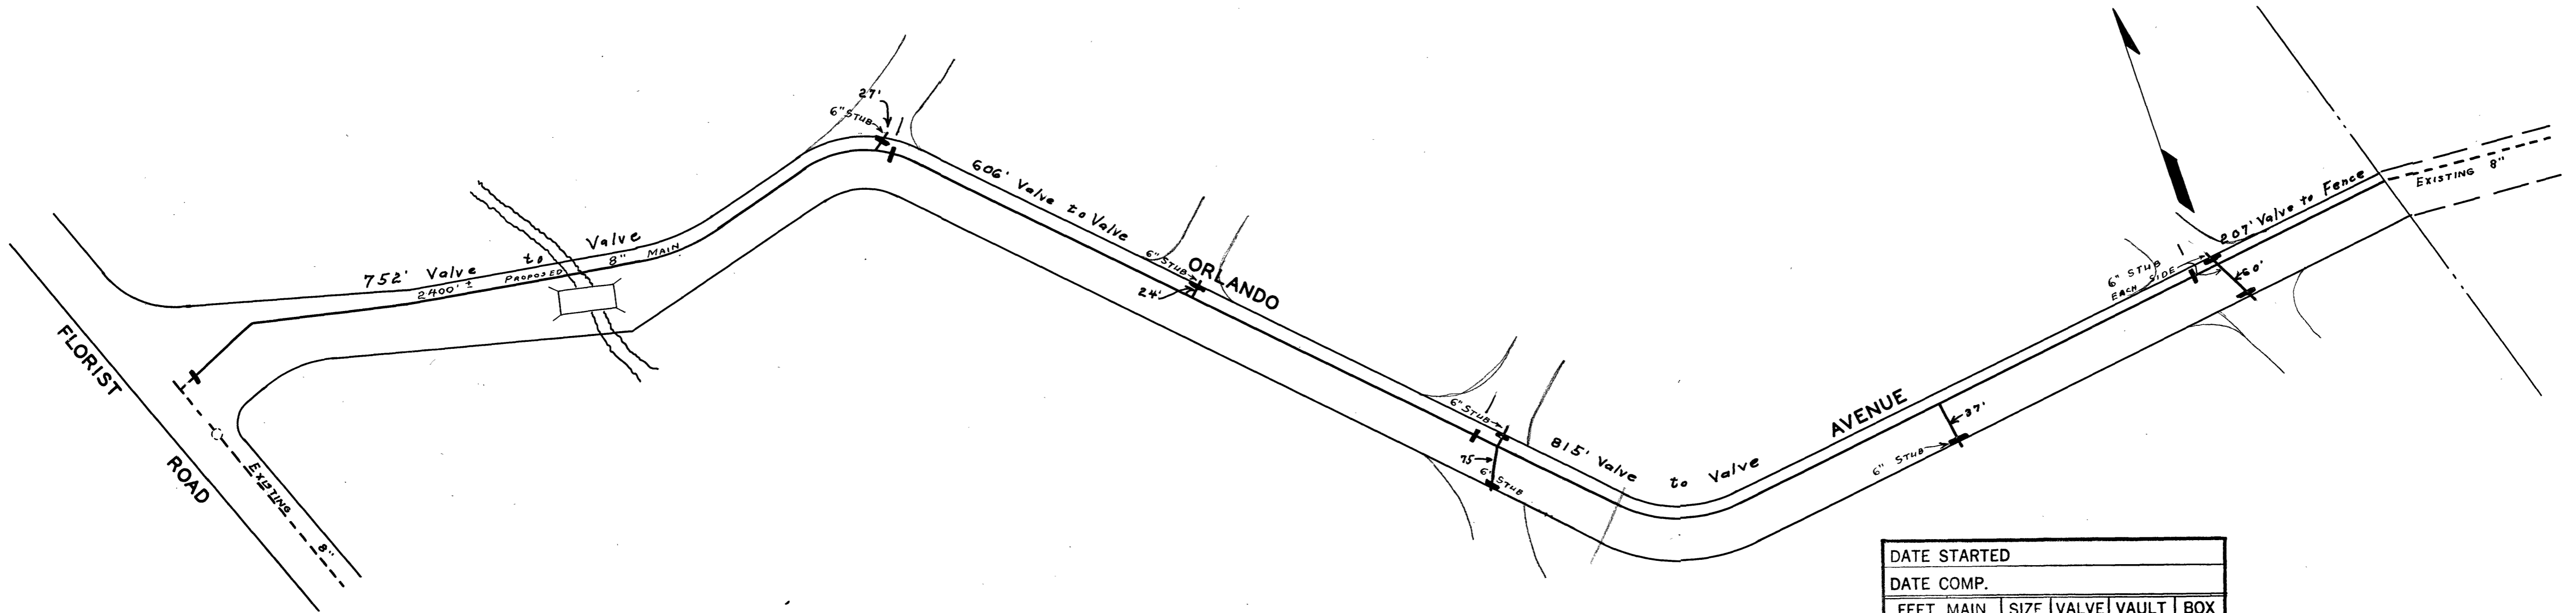 27'
6" STUB
606' Valve to Valve
8"
EXISTING
207' Valve to Fence
Valve
752' Valve to
8" MAIN
PROPOSED
2400' ±
6" STUB
ORLANDO
24'
6" STUB
EACH SIDE
60'
FLORIST
ROAD
EXISTING
8"
6" STUB
75
6" STUB
815' Valve to Valve
AVENUE
37'
6" STUB
DATE STARTED
DATE COMP.
FEET MAIN SIZE VALVE VAULT BOX